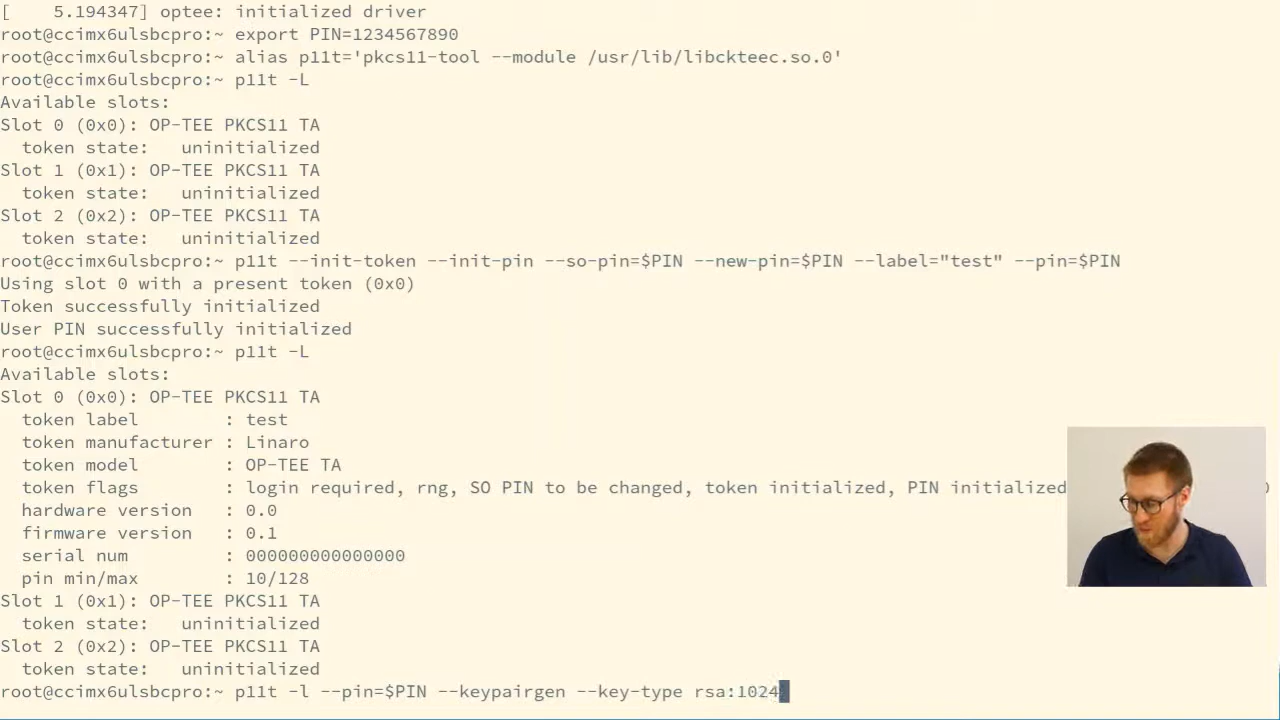 [    5.194347] optee: initialized driver
root@ccimx6ulsbcpro:~ export PIN=1234567890
root@ccimx6ulsbcpro:~ alias p11t='pkcs11-tool --module /usr/lib/libckteec.so.0'
root@ccimx6ulsbcpro:~ p11t -L
Available slots:
Slot 0 (0x0): OP-TEE PKCS11 TA
  token state:   uninitialized
Slot 1 (0x1): OP-TEE PKCS11 TA
  token state:   uninitialized
Slot 2 (0x2): OP-TEE PKCS11 TA
  token state:   uninitialized
root@ccimx6ulsbcpro:~ p11t --init-token --init-pin --so-pin=$PIN --new-pin=$PIN --label="test" --pin=$PIN
Using slot 0 with a present token (0x0)
Token successfully initialized
User PIN successfully initialized
root@ccimx6ulsbcpro:~ p11t -L
Available slots:
Slot 0 (0x0): OP-TEE PKCS11 TA
  token label        : test
  token manufacturer : Linaro
  token model        : OP-TEE TA
  token flags        : login required, rng, SO PIN to be changed, token initialized, PIN initialized
  hardware version   : 0.0
  firmware version   : 0.1
  serial num         : 000000000000000
  pin min/max        : 10/128
Slot 1 (0x1): OP-TEE PKCS11 TA
  token state:   uninitialized
Slot 2 (0x2): OP-TEE PKCS11 TA
  token state:   uninitialized
root@ccimx6ulsbcpro:~ p11t -l --pin=$PIN --keypairgen --key-type rsa:1024